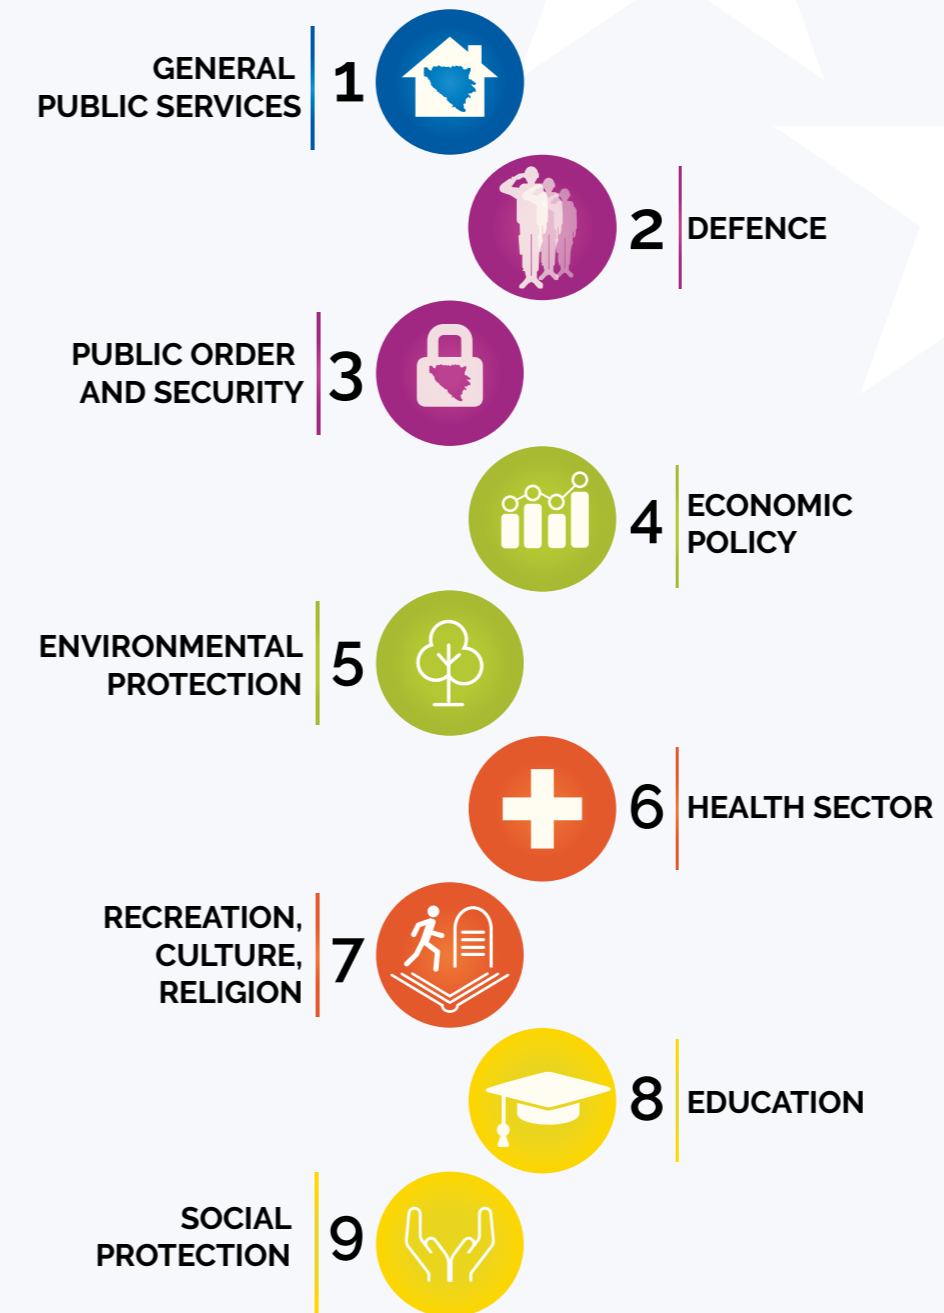 GENERAL
PUBLIC SERVICES
1
2
DEFENCE
PUBLIC ORDER
AND SECURITY
3
4
ECONOMIC
POLICY
ENVIRONMENTAL
PROTECTION
5
6
HEALTH SECTOR
RECREATION,
CULTURE,
RELIGION
7
8
EDUCATION
SOCIAL
PROTECTION
9